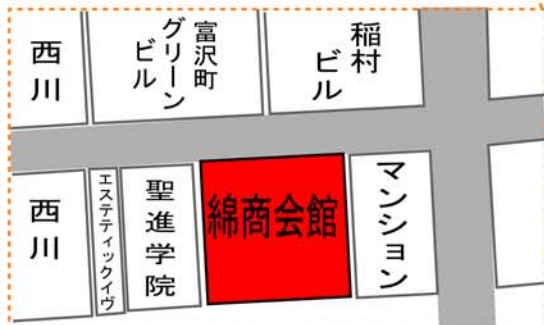 西川
富沢町
グリーン
ビル
稲村
ビル
西川
エステティックイヴ
聖進学院
綿商会館
マンション